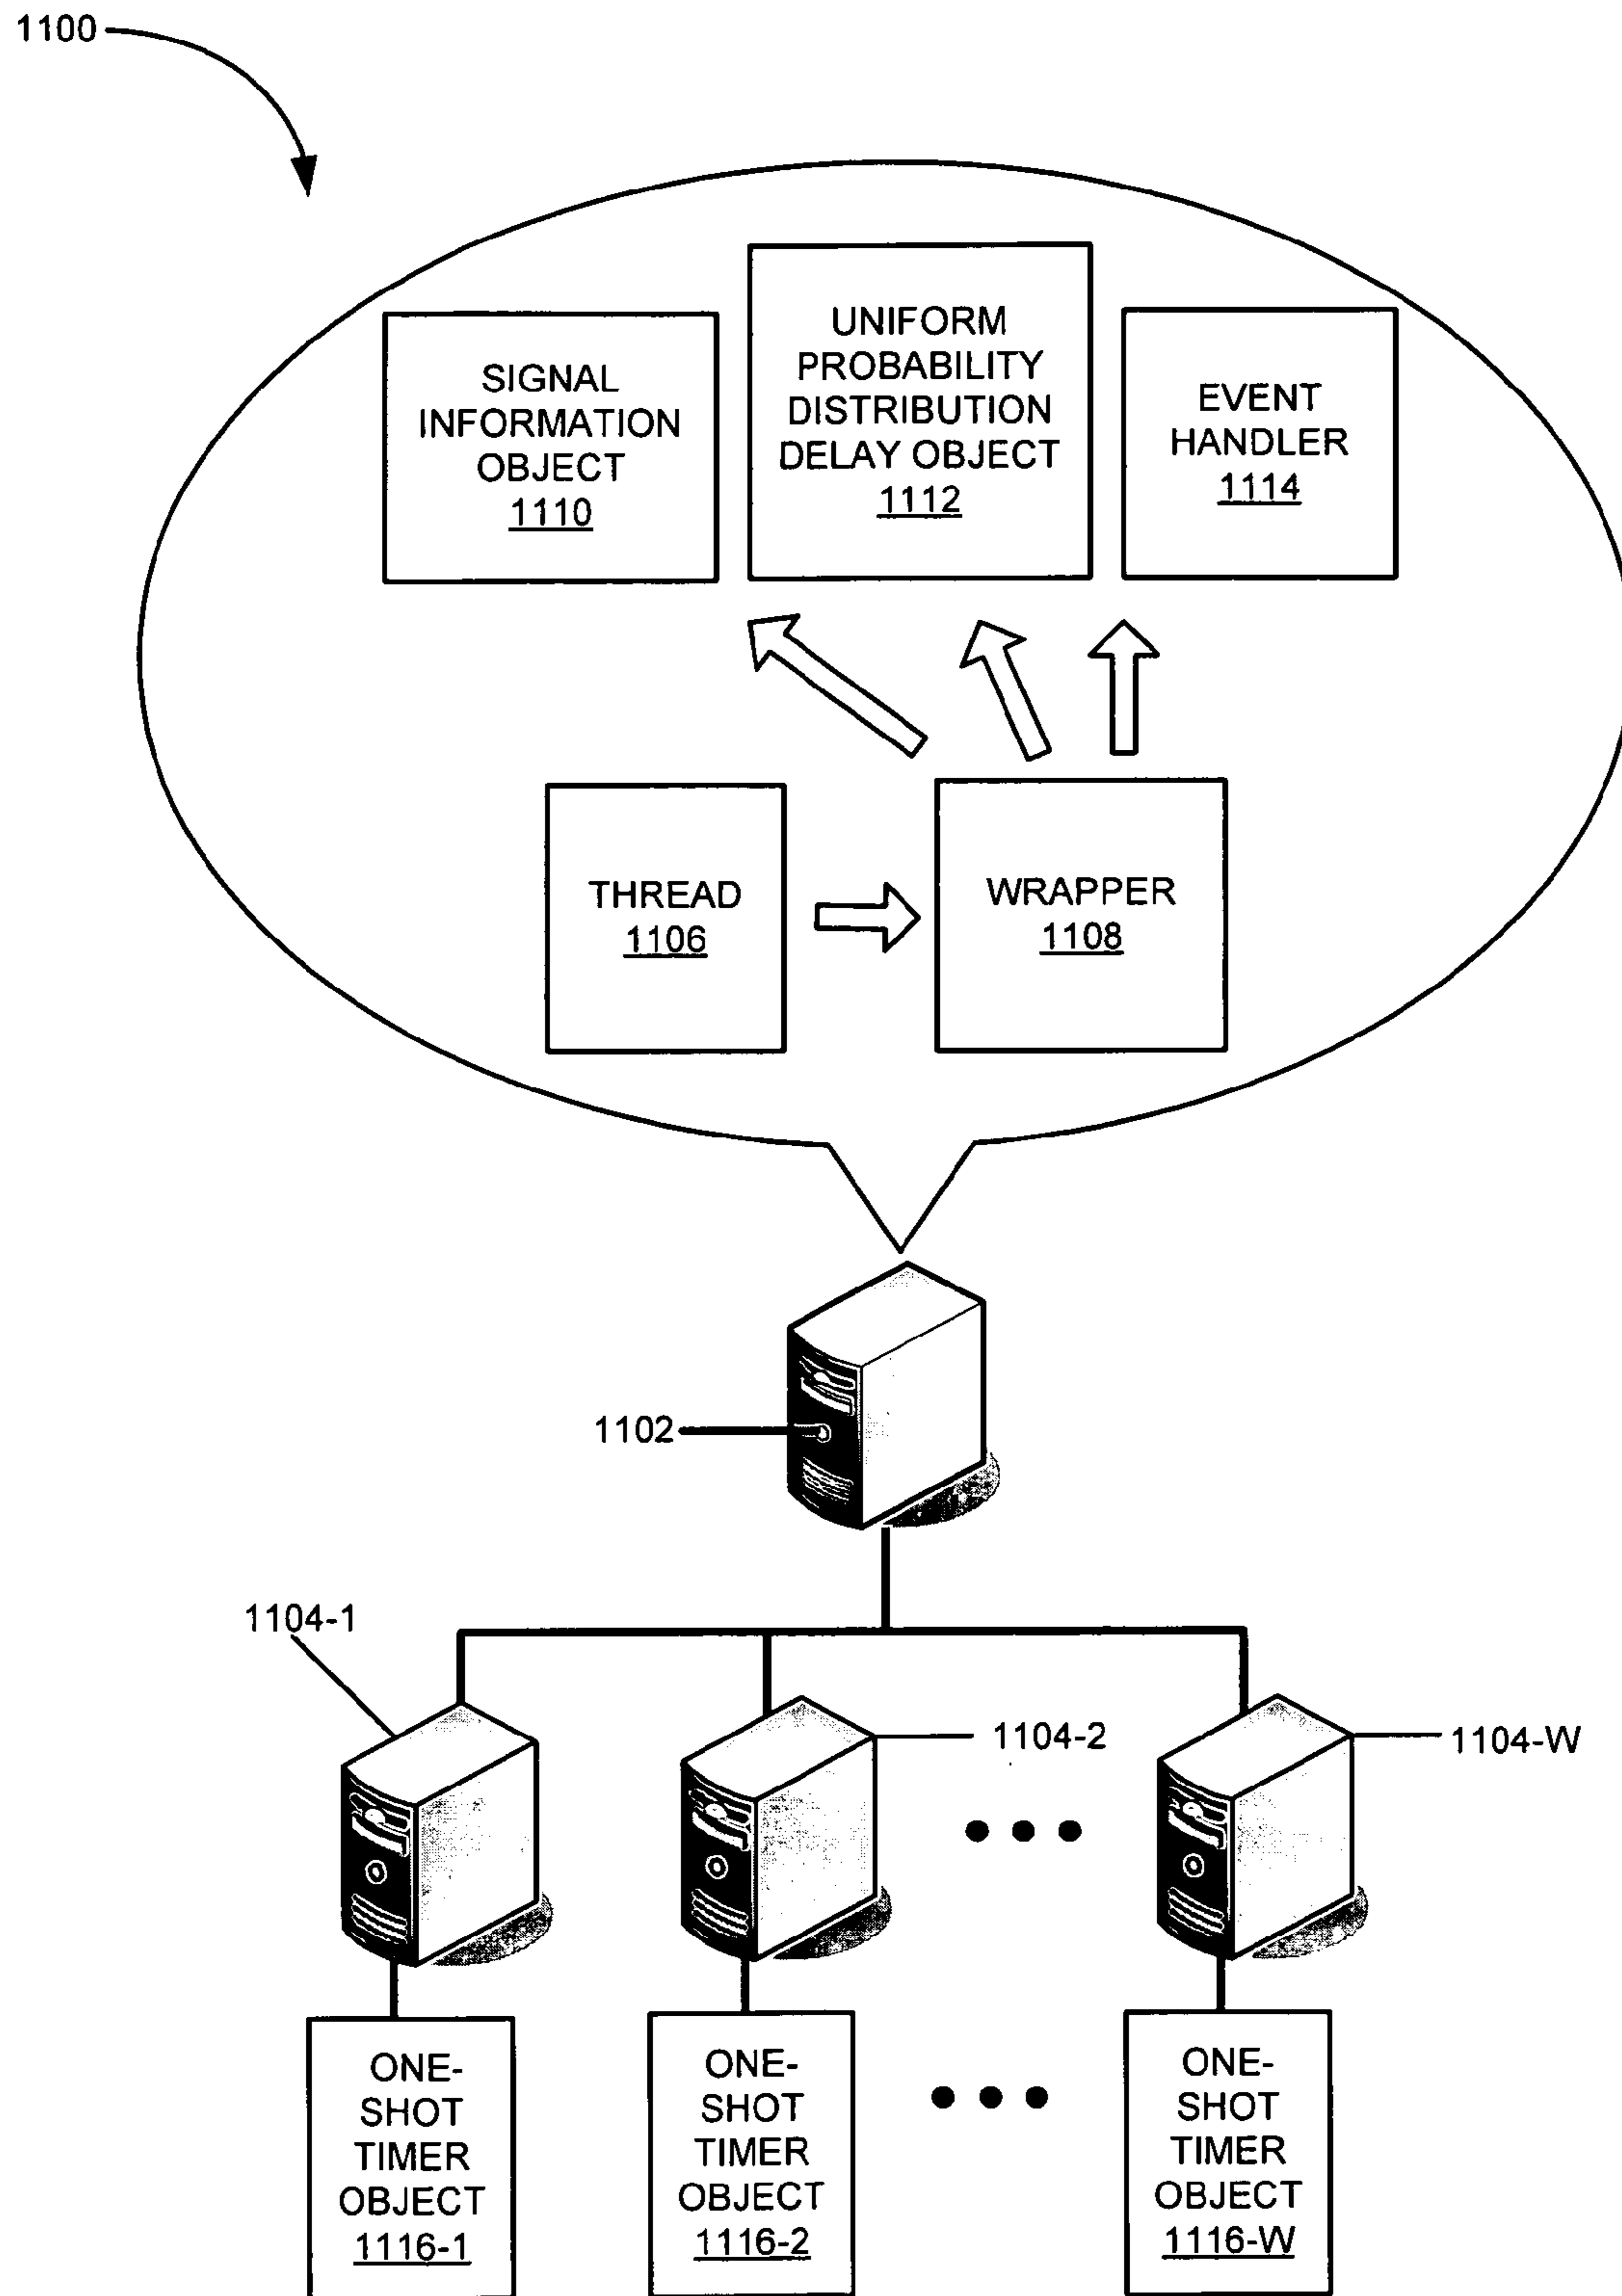 1100
SIGNAL
INFORMATION
OBJECT
1110
UNIFORM
PROBABILITY
DISTRIBUTION
DELAY OBJECT
1112
EVENT
HANDLER
1114
THREAD
1106
WRAPPER
1108
1102
1104-1
1104-2
1104-W
ONE-
SHOT
TIMER
OBJECT
1116-1
ONE-
SHOT
TIMER
OBJECT
1116-2
ONE-
SHOT
TIMER
OBJECT
1116-W